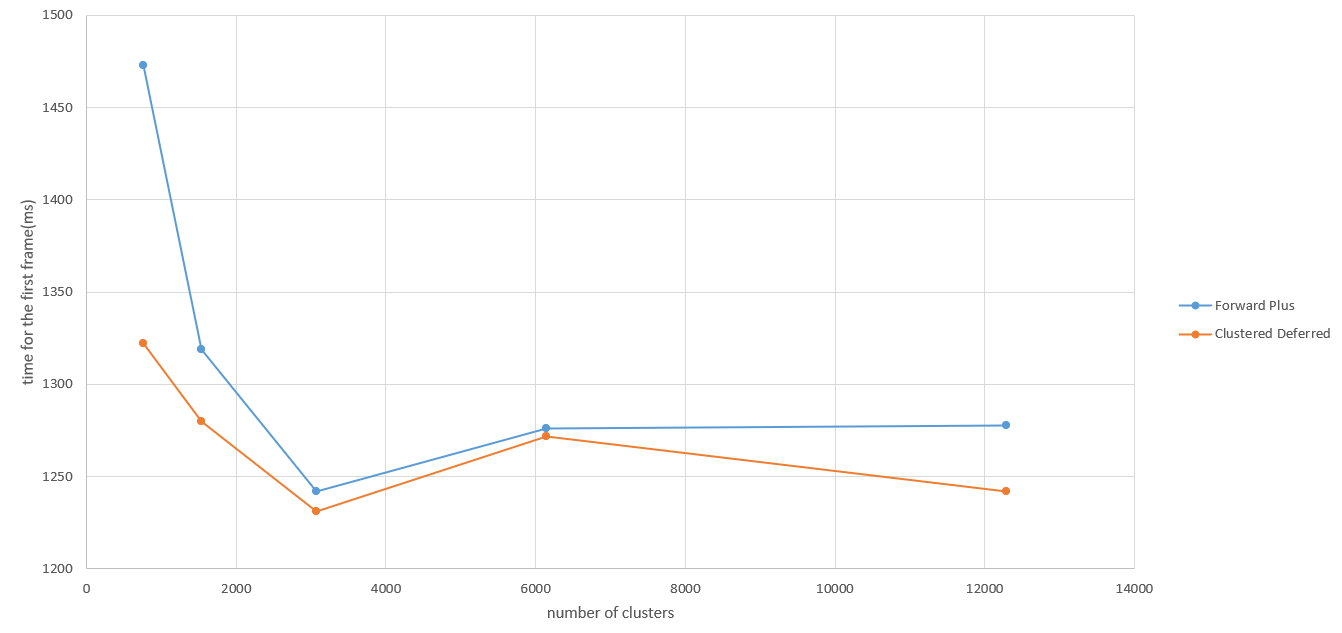 1500
1450
1400
1350
1300
1250
1200
time for the first frame(ms)
0 2000 4000 6000 8000 10000 12000 14000
number of clusters
Forward Plus
Clustered Deferred